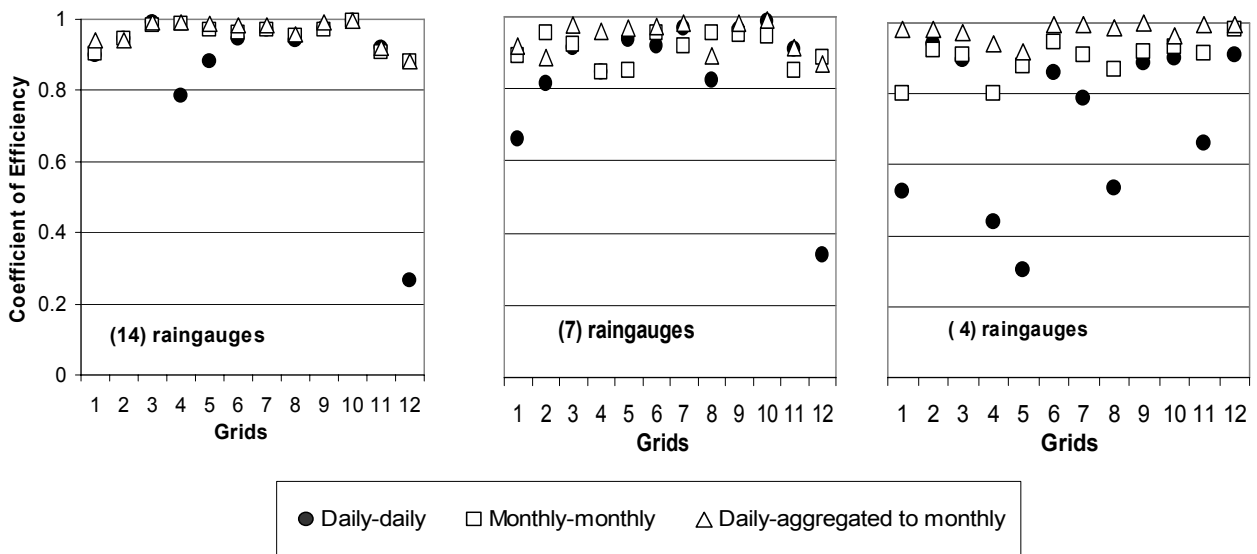 Coefficient of Efficiency
1
0.8
0.6
0.4
0.2
0
(14) raingauges
1 2 3 4 5 6 7 8 9 10 11 12
Grids
(7) raingauges
1 2 3 4 5 6 7 8 9 10 11 12
Grids
( 4) raingauges
1 2 3 4 5 6 7 8 9 10 11 12
Grids
Daily-daily Monthly-monthly Daily-aggregated to monthly